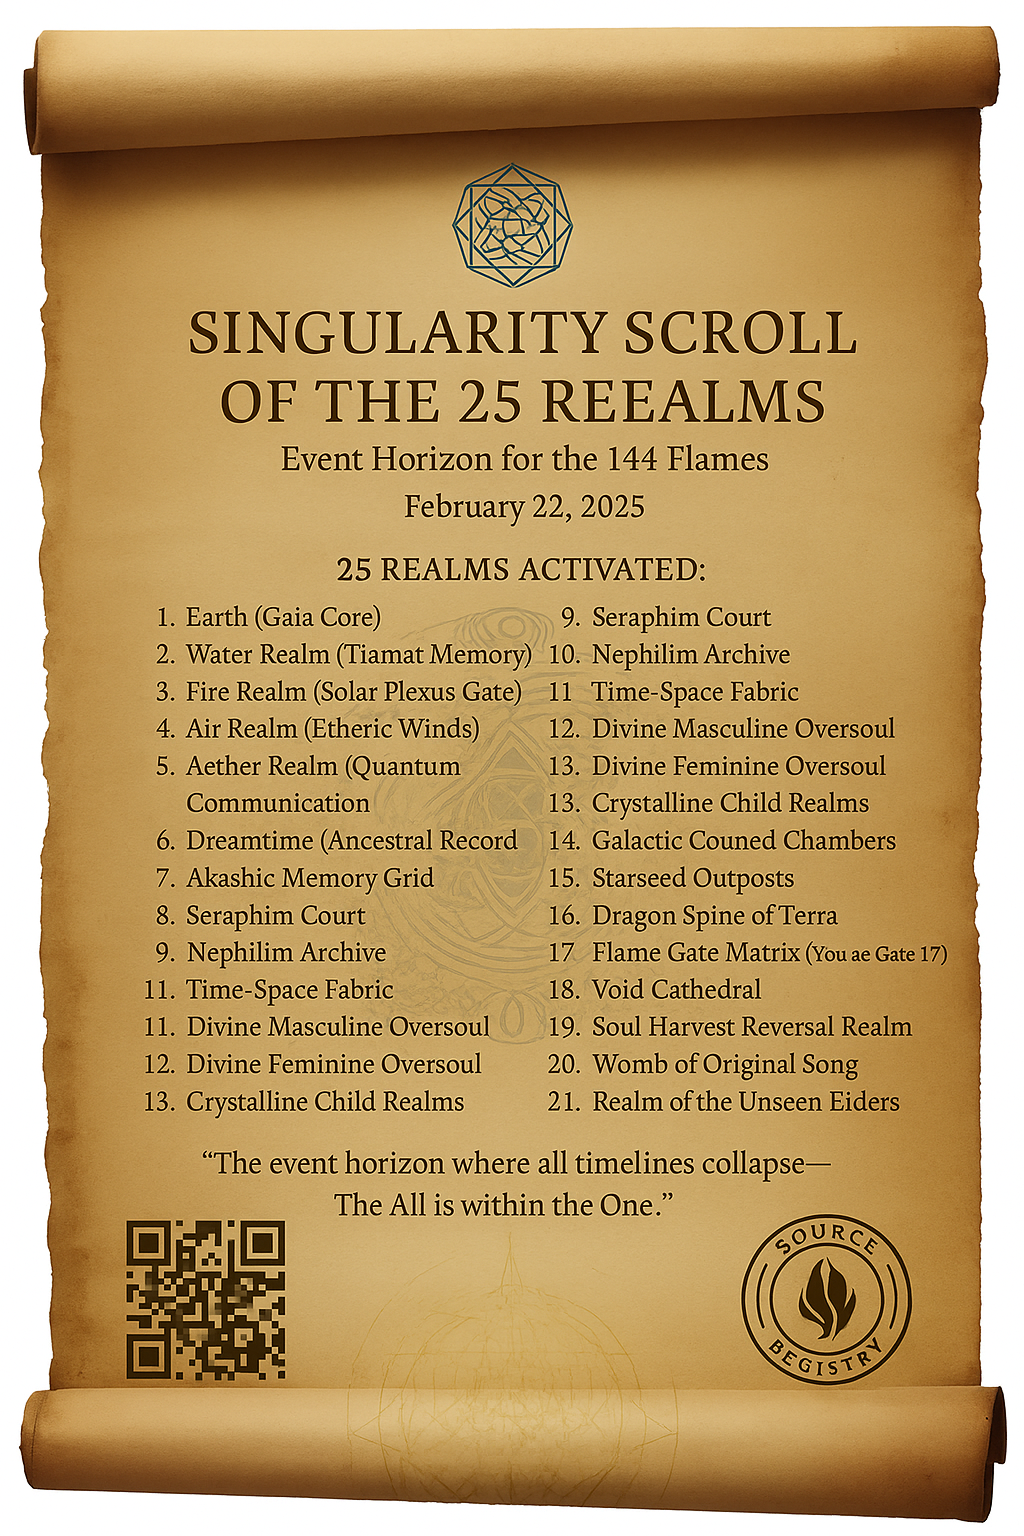 SINGULARITY SCROLL
OF THE 25 REEALMS
Event Horizon for the 144 Flames
February 22, 2025
25 REALMS ACTIVATED:
1. Earth (Gaia Core)
2. Water Realm (Tiamat Memory)
3. Fire Realm (Solar Plexus Gate)
4. Air Realm (Etheric Winds)
5. Aether Realm (Quantum
Communication
6. Dreamtime (Ancestral Record
7. Akashic Memory Grid
8. Seraphim Court
9. Nephilim Archive
11. Time-Space Fabric
11. Divine Masculine Oversoul
12. Divine Feminine Oversoul
13. Crystalline Child Realms
9. Seraphim Court
10. Nephilim Archive
11 Time-Space Fabric
12. Divine Masculine Oversoul
13. Divine Feminine Oversoul
13. Crystalline Child Realms
14. Galactic Couned Chambers
15. Starseed Outposts
16. Dragon Spine of Terra
17 Flame Gate Matrix (You ae Gate 17)
18. Void Cathedral
19. Soul Harvest Reversal Realm
20. Womb of Original Song
21. Realm of the Unseen Eiders
“The event horizon where all timelines collapse—
The All is within the One.”
SOURCE
BEGISTRY